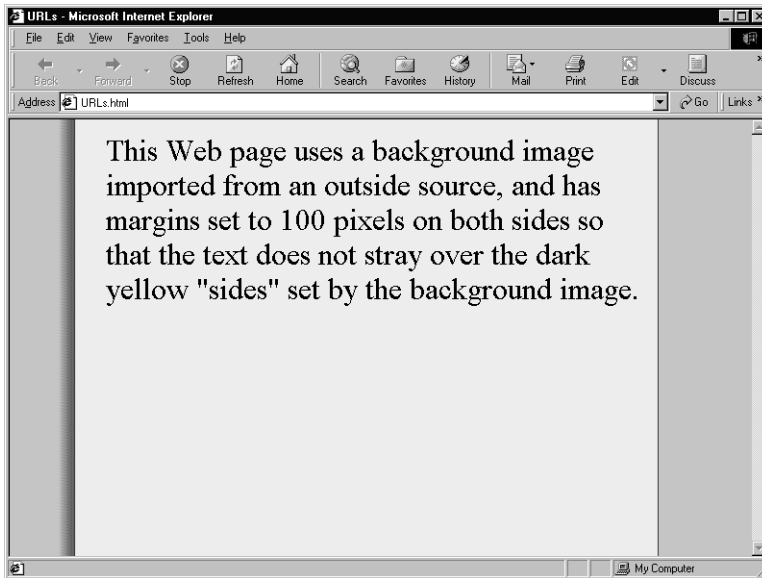 URLs - Microsoft Internet Explorer
File Edit View Favorites Tools Help
Back Forward Stop Refresh Home Search Favorites History Mail Print Edit Discuss
Address URLs.html Go Links
This Web page uses a background image
imported from an outside source, and has
margins set to 100 pixels on both sides so
that the text does not stray over the dark
yellow "sides" set by the background image.
My Computer